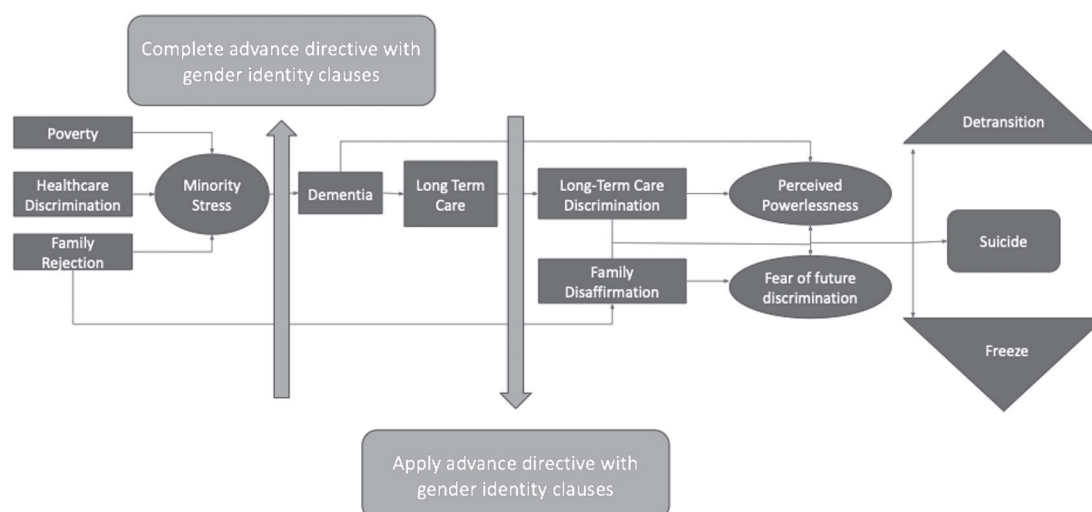 Complete advance directive with
gender identity clauses
Poverty
Healthcare
Discrimination
Family
Rejection
Minority
Stress
Dementia
Long Term
Care
Long-Term Care
Discrimination
Family
Disaffirmation
Perceived
Powerlessness
Fear of future
discrimination
Detransition
Suicide
Freeze
Apply advance directive with
gender identity clauses